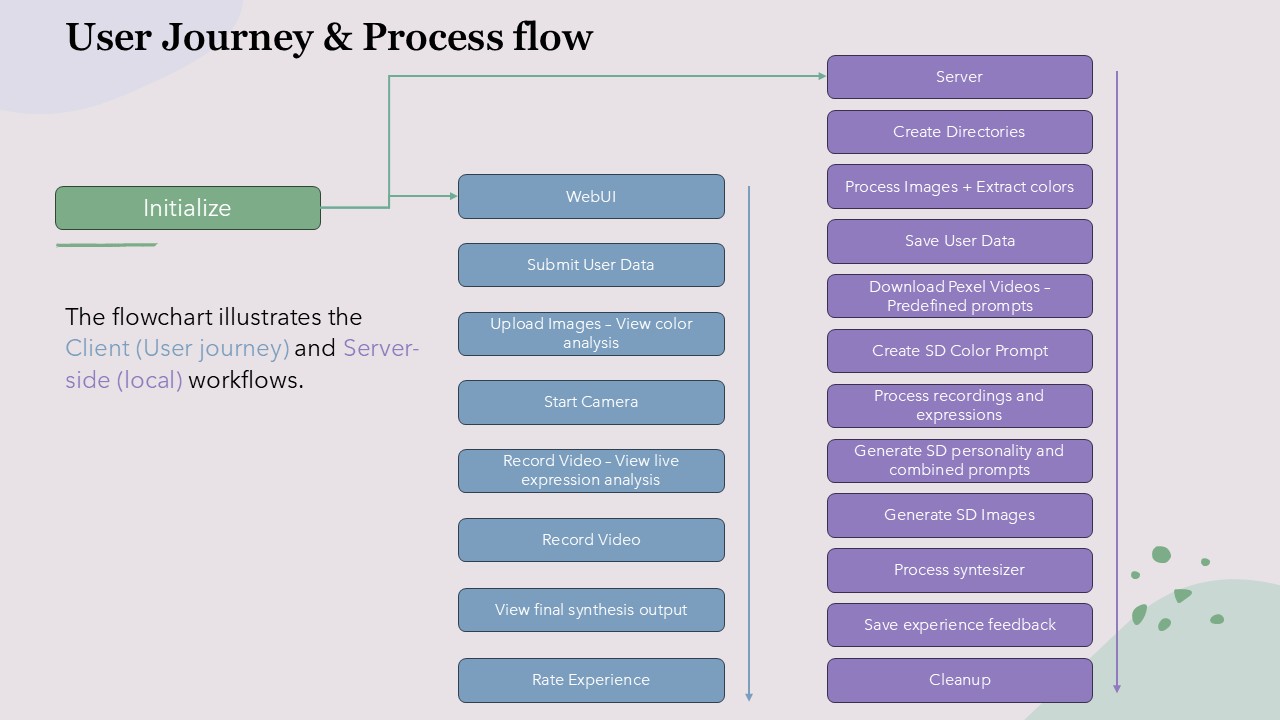 User Journey & Process flow
Initialize
The flowchart illustrates the
Client (User journey) and Server-
side (local) workflows.
WebUI
Submit User Data
Upload Images – View color
analysis
Start Camera
Record Video – View live
expression analysis
Record Video
View final synthesis output
Rate Experience
Server
Create Directories
Process Images + Extract colors
Save User Data
Download Pexel Videos –
Predefined prompts
Create SD Color Prompt
Process recordings and
expressions
Generate SD personality and
combined prompts
Generate SD Images
Process syntesizer
Save experience feedback
Cleanup